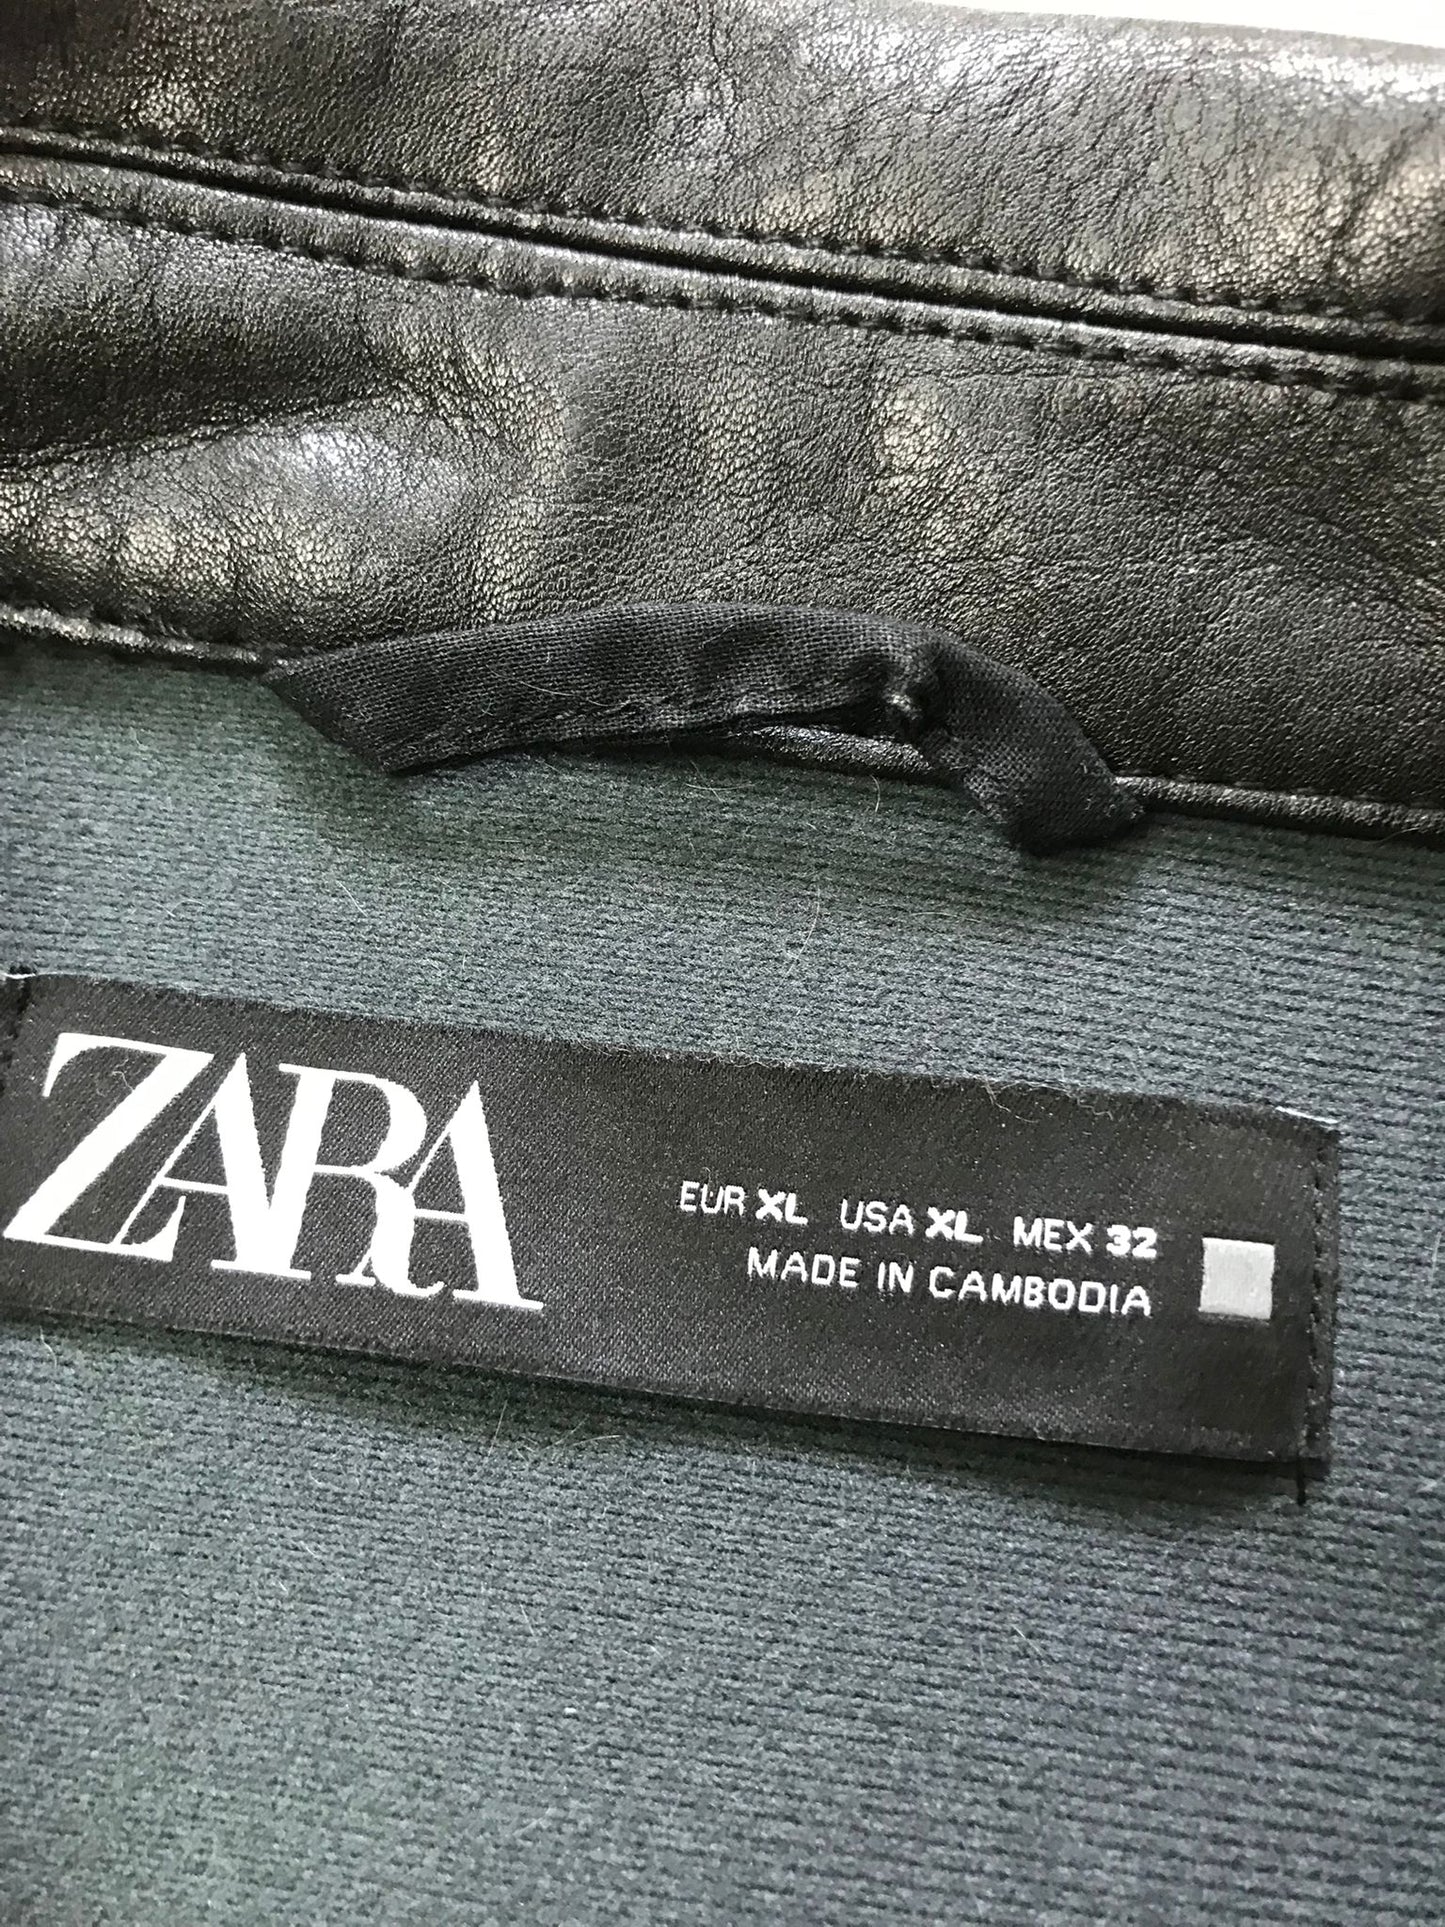 ZARA
EUR XL USA XL MEX 32
MADE IN CAMBODIA